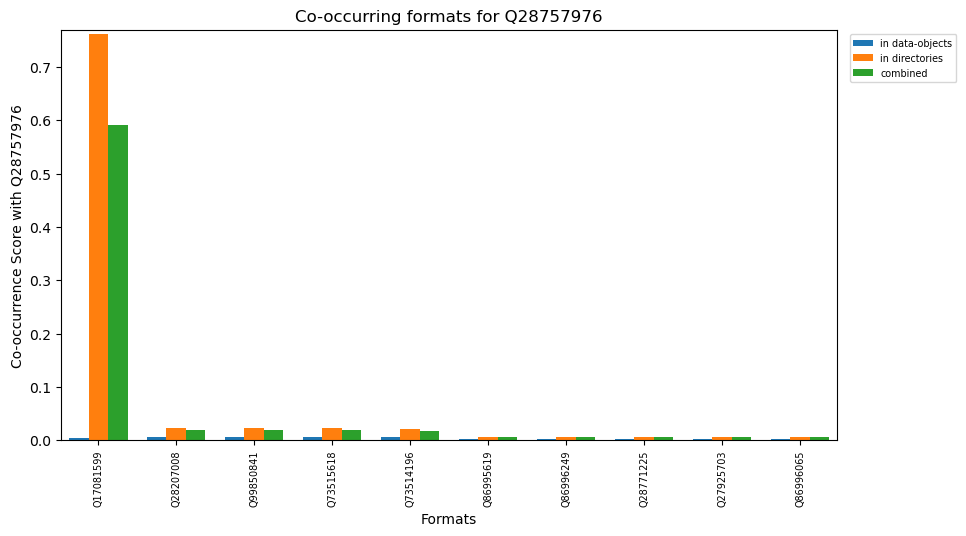 Co-occurring formats for Q28757976
Co-occurrence Score with Q28757976
0.7
0.6
0.5
0.4
0.3
0.2
0.1
0.0
Q17081599
Q28207008
Q99850841
Q73515618
Q73514196
Q86995619
Q86996249
Q28771225
Q27925703
Q86996065
Formats
in data-objects
in directories
combined